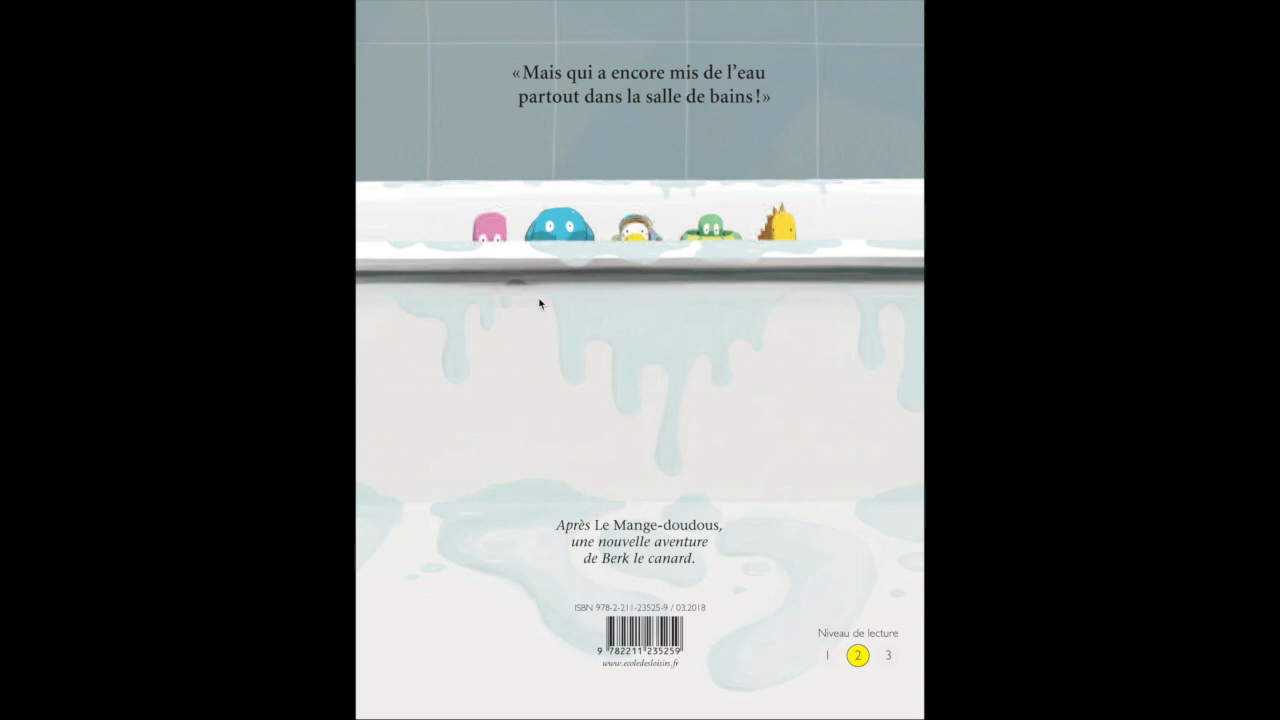 «Mais qui a encore mis de l'eau
partout dans la salle de bains!»
Après Le Mange-doudous,
une nouvelle aventure
de Berk le canard.
ISBN 978-2-211-23525-9 / 03.2018
9 782211 235259
www.ecoledesloisirs.fr
Niveau de lecture
1 2 3